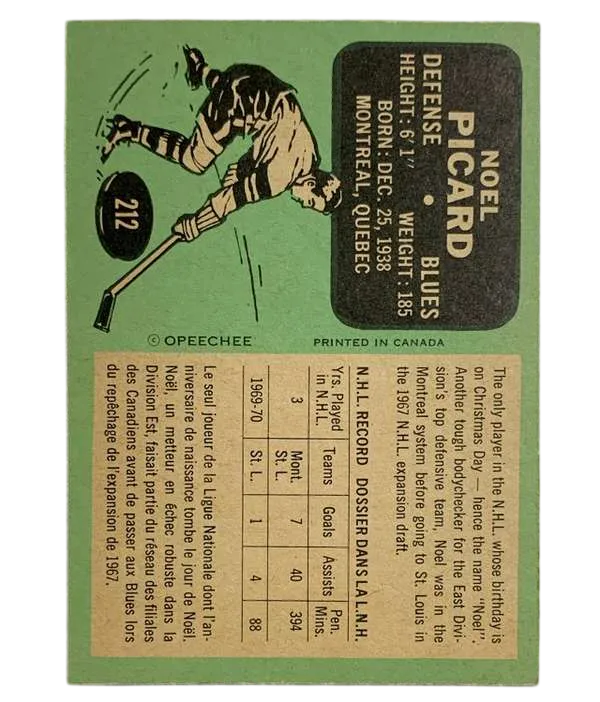 NOEL
PICARD
DEFENSE • BLUES
HEIGHT: 6'1" WEIGHT: 185
BORN: DEC. 25, 1938
MONTREAL, QUEBEC
212
© OPEECHEE PRINTED IN CANADA
The only player in the N.H.L. whose birthday is
on Christmas Day — hence the name "Noel".
Another tough bodychecker for the East Divi-
sion's top defensive team, Noel was in the
Montreal system before going to St. Louis in
the 1967 N.H.L. expansion draft.
N.H.L. RECORD DOSSIER DANS LA L.N.H.
Yrs. Played in N.H.L. Teams Goals Assists Pen. Mins.
3 Mont. St. L. 7 40 394
1969-70 St. L. 1 4 88
Le seul joueur de la Ligue Nationale dont l'an-
niversaire de naissance tombe le jour de Noël.
Noël, un metteur en échec robuste dans la
Division Est, faisait partie du réseau des filiales
des Canadiens avant de passer aux Blues lors
du repêchage de l'expansion de 1967.